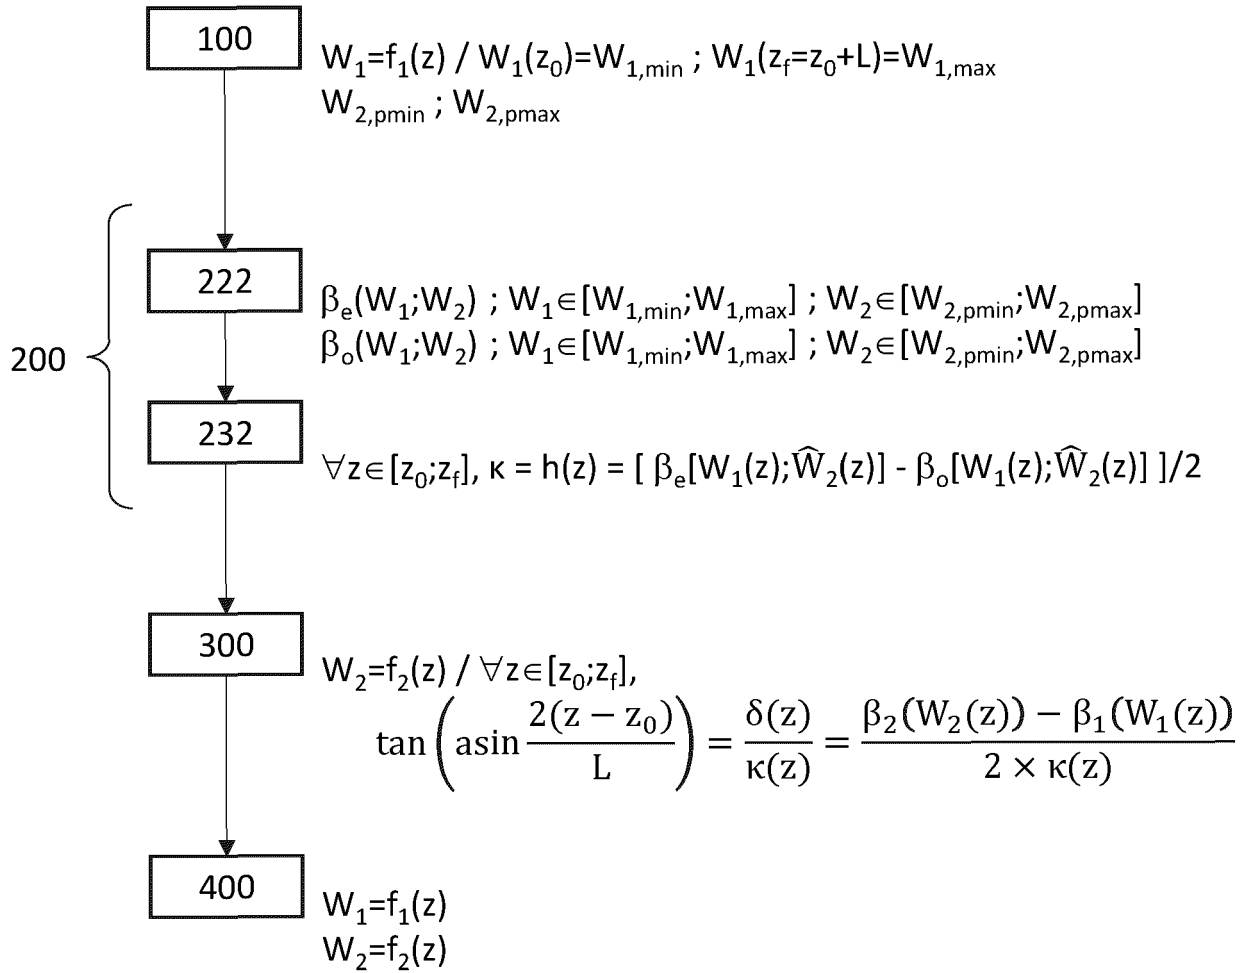 100
W₁=f₁(z) / W₁(z₀)=W₁,min ; W₁(z_f=z₀+L)=W₁,max
W₂,pmin ; W₂,pmax
200
222
βₑ(W₁;W₂) ; W₁∈[W₁,min;W₁,max] ; W₂∈[W₂,pmin;W₂,pmax]
βₒ(W₁;W₂) ; W₁∈[W₁,min;W₁,max] ; W₂∈[W₂,pmin;W₂,pmax]
232
∀z∈[z₀;z_f], κ = h(z) = [ βₑ[W₁(z);Ŵ₂(z)] - βₒ[W₁(z);Ŵ₂(z)] ]/2
300
W₂=f₂(z) / ∀z∈[z₀;z_f],
tan(asin 2(z − z₀)/L) = δ(z)/κ(z) = β₂(W₂(z)) − β₁(W₁(z))/2 × κ(z)
400
W₁=f₁(z)
W₂=f₂(z)